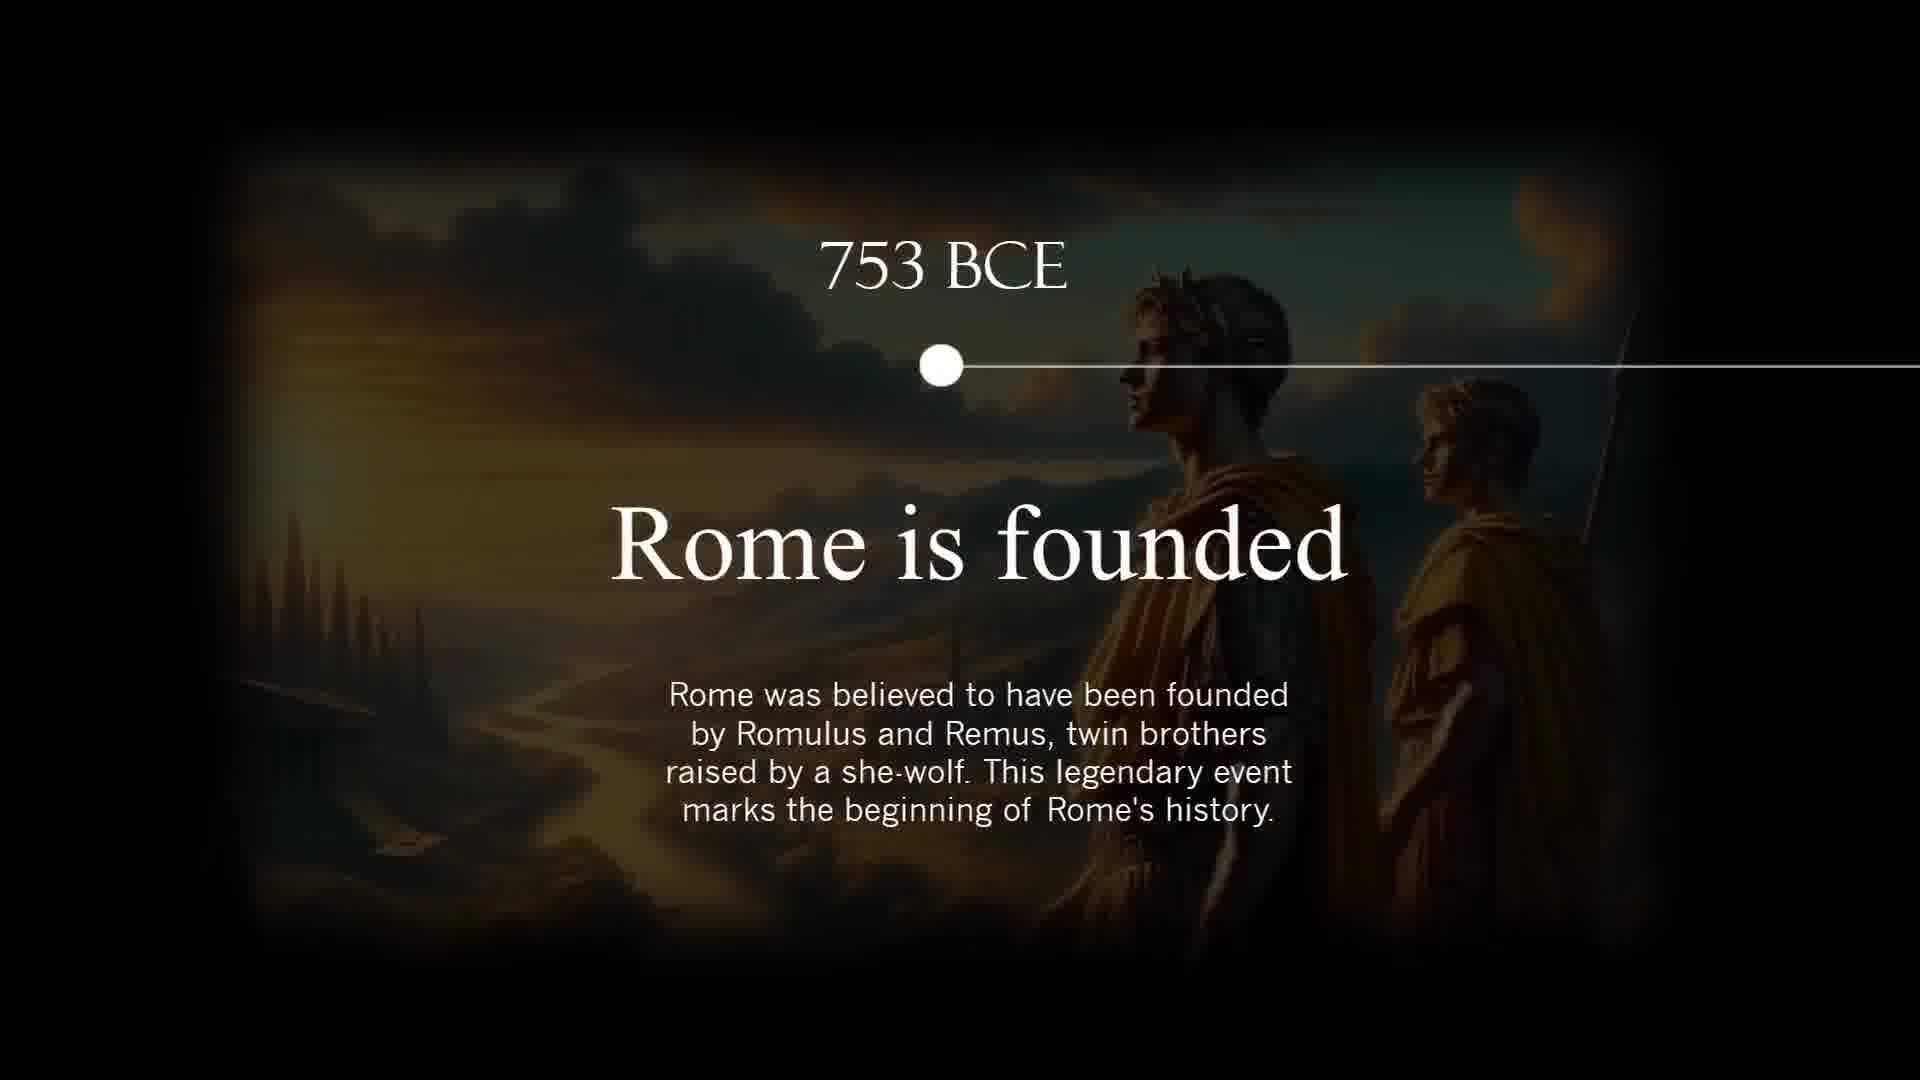 753 BCE
Rome is founded
Rome was believed to have been founded
by Romulus and Remus, twin brothers
raised by a she-wolf. This legendary event
marks the beginning of Rome's history.